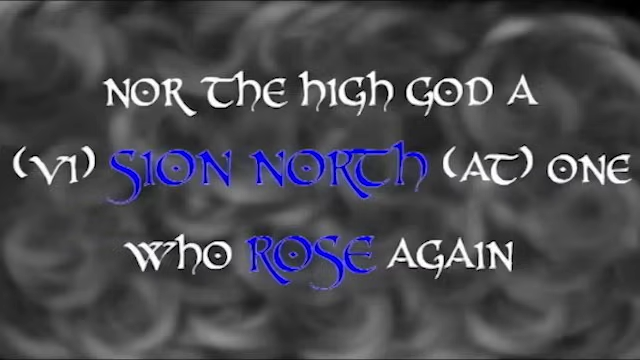 NOR THE HIGH GOD A
(VI) SION NORTH (AT) ONE
WHO ROSE AGAIN